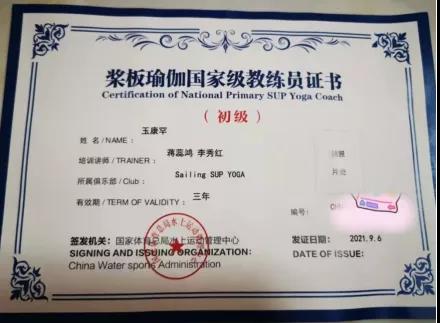 桨板瑜伽国家级教练员证书
Certification of National Primary SUP Yoga Coach
（初级）
姓 名 / NAME： 玉康罕
培训讲师 / TRAINER： 蒋蕊鸿 李秀红
所属俱乐部 / Club： Sailing SUP YOGA
有效期 / TERM OF VALIDITY： 三年
编号：
签发机关： 国家体育总局水上运动管理中心
SIGNING AND ISSUING ORGANIZATION:
China Water sports Administration
发证日期： 2021.9.6
DATE OF ISSUE: